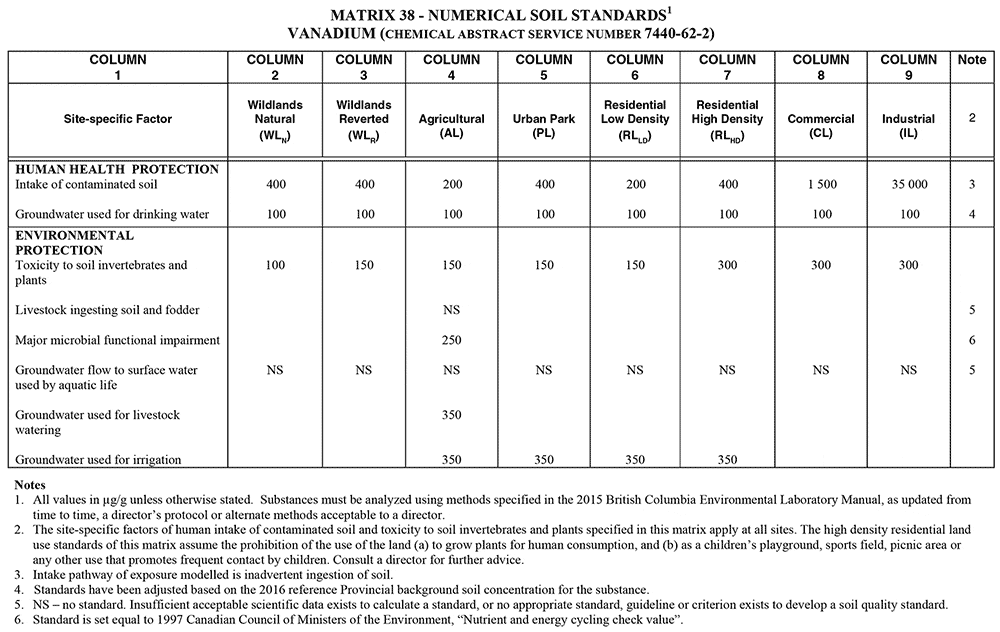 MATRIX 38 - NUMERICAL SOIL STANDARDS1
VANADIUM (CHEMICAL ABSTRACT SERVICE NUMBER 7440-62-2)
COLUMN 1 COLUMN 2 COLUMN 3 COLUMN 4 COLUMN 5 COLUMN 6 COLUMN 7 COLUMN 8 COLUMN 9 Note
Site-specific Factor Wildlands Natural (WLN) Wildlands Reverted (WLR) Agricultural (AL) Urban Park (PL) Residential Low Density (RLLD) Residential High Density (RLHD) Commercial (CL) Industrial (IL) 2
HUMAN HEALTH PROTECTION
Intake of contaminated soil 400 400 200 400 200 400 1 500 35 000 3
Groundwater used for drinking water 100 100 100 100 100 100 100 100 4
ENVIRONMENTAL
PROTECTION
Toxicity to soil invertebrates and 100 150 150 150 150 300 300 300
plants
Livestock ingesting soil and fodder NS 5
Major microbial functional impairment 250 6
Groundwater flow to surface water NS NS NS NS NS NS NS NS 5
used by aquatic life
Groundwater used for livestock 350
watering
Groundwater used for irrigation 350 350 350 350
Notes
1. All values in µg/g unless otherwise stated. Substances must be analyzed using methods specified in the 2015 British Columbia Environmental Laboratory Manual, as updated from
time to time, a director's protocol or alternate methods acceptable to a director.
2. The site-specific factors of human intake of contaminated soil and toxicity to soil invertebrates and plants specified in this matrix apply at all sites. The high density residential land
use standards of this matrix assume the prohibition of the use of the land (a) to grow plants for human consumption, and (b) as a children's playground, sports field, picnic area or
any other use that promotes frequent contact by children. Consult a director for further advice.
3. Intake pathway of exposure modelled is inadvertent ingestion of soil.
4. Standards have been adjusted based on the 2016 reference Provincial background soil concentration for the substance.
5. NS – no standard. Insufficient acceptable scientific data exists to calculate a standard, or no appropriate standard, guideline or criterion exists to develop a soil quality standard.
6. Standard is set equal to 1997 Canadian Council of Ministers of the Environment, "Nutrient and energy cycling check value".